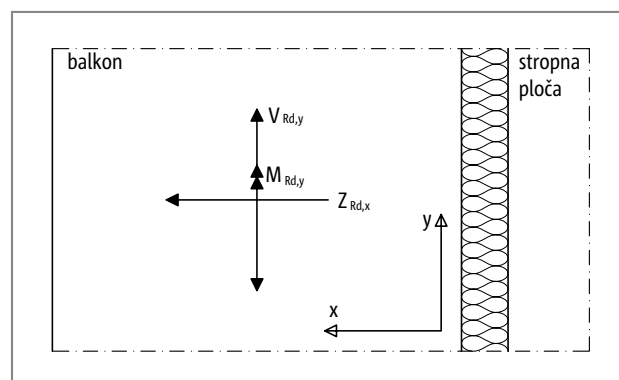 balkon
stropna
ploča
V Rd,y
M Rd,y
Z Rd,x
y
x